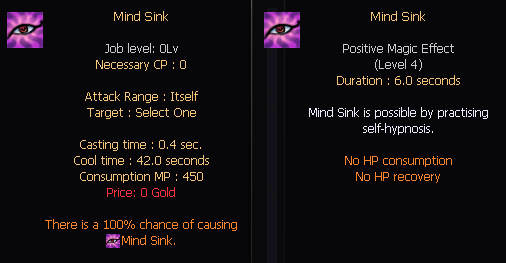 Mind Sink
Job level: 0Lv
Necessary CP : 0
Attack Range : Itself
Target : Select One
Casting time : 0.4 sec.
Cool time : 42.0 seconds
Consumption MP : 450
Price: 0 Gold
There is a 100% chance of causing
Mind Sink.
Mind Sink
Positive Magic Effect
(Level 4)
Duration : 6.0 seconds
Mind Sink is possible by practising
self-hypnosis.
No HP consumption
No HP recovery